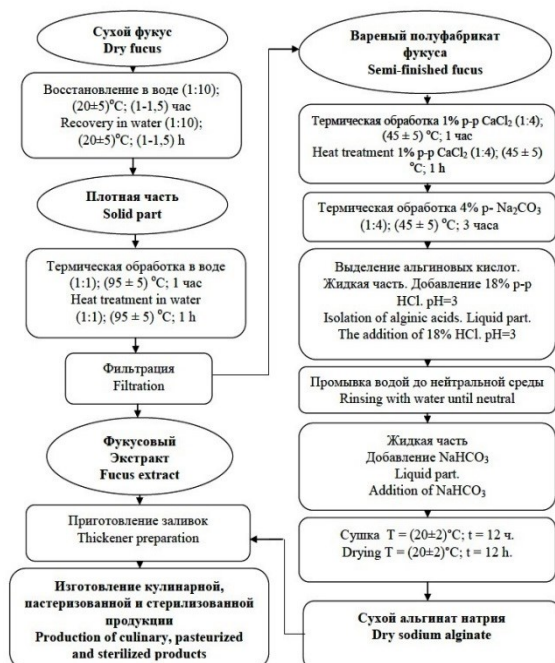 Сухой фукус
Dry fucus
Восстановление в воде (1:10);
(20±5)°С; (1-1,5) час
Recovery in water (1:10);
(20±5)°С; (1-1,5) h
Плотная часть
Solid part
Термическая обработка в воде
(1:1); (95 ± 5) °С; 1 час
Heat treatment in water
(1:1); (95 ± 5) °С; 1 h
Фильтрация
Filtration
Фукусовый
Экстракт
Fucus extract
Приготовление заливок
Thickener preparation
Изготовление кулинарной,
пастеризованной и стерилизованной
продукции
Production of culinary, pasteurized
and sterilized products
Вареный полуфабрикат
фукуса
Semi-finished fucus
Термическая обработка 1% р-р CaCl₂ (1:4);
(45 ± 5) °С; 1 час
Heat treatment 1% р-р CaCl₂ (1:4); (45 ± 5)
°С; 1 h
Термическая обработка 4% р- Na₂CO₃
(1:4); (45 ± 5) °С; 3 часа
Выделение альгиновых кислот.
Жидкая часть. Добавление 18% р-р
HCl. pH=3
Isolation of alginic acids. Liquid part.
The addition of 18% HCl. pH=3
Промывка водой до нейтральной среды
Rinsing with water until neutral
Жидкая часть
Добавление NaHCO₃
Liquid part.
Addition of NaHCO₃
Сушка Т = (20±2)°С; t = 12 ч.
Drying T = (20±2)°С; t = 12 h.
Сухой альгинат натрия
Dry sodium alginate